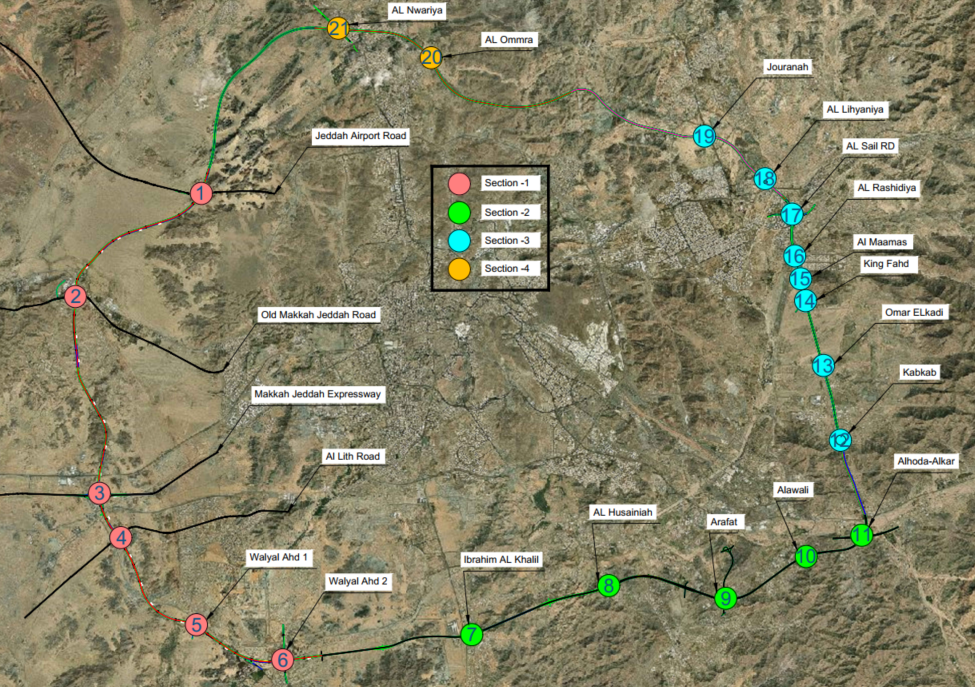 AL Nwariya
21
AL Ommra
20
Jouranah
19
AL Lihyaniya
18
Jeddah Airport Road
AL Sail RD
1
Section -1
AL Rashidiya
Section -2
17
Section -3
Al Maamas
16
King Fahd
Section -4
15
2
14
Old Makkah Jeddah Road
Omar ELkadi
13
Kabkab
Makkah Jeddah Expressway
12
Al Lith Road
Alhoda-Alkar
3
Alawali
AL Husainiah
Arafat
4
11
Walyal Ahd 1
Ibrahim AL Khalil
10
Walyal Ahd 2
8
9
5
7
6